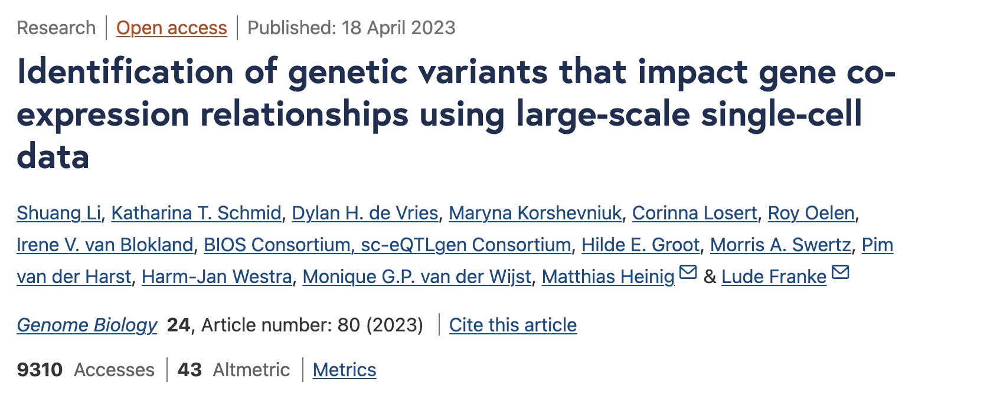 Research | Open access | Published: 18 April 2023
Identification of genetic variants that impact gene co-
expression relationships using large-scale single-cell
data
Shuang Li, Katharina T. Schmid, Dylan H. de Vries, Maryna Korshevniuk, Corinna Losert, Roy Oelen,
Irene V. van Blokland, BIOS Consortium, sc-eQTLgen Consortium, Hilde E. Groot, Morris A. Swertz, Pim
van der Harst, Harm-Jan Westra, Monique G.P. van der Wijst, Matthias Heinig & Lude Franke
Genome Biology 24, Article number: 80 (2023) | Cite this article
9310 Accesses | 43 Altmetric | Metrics